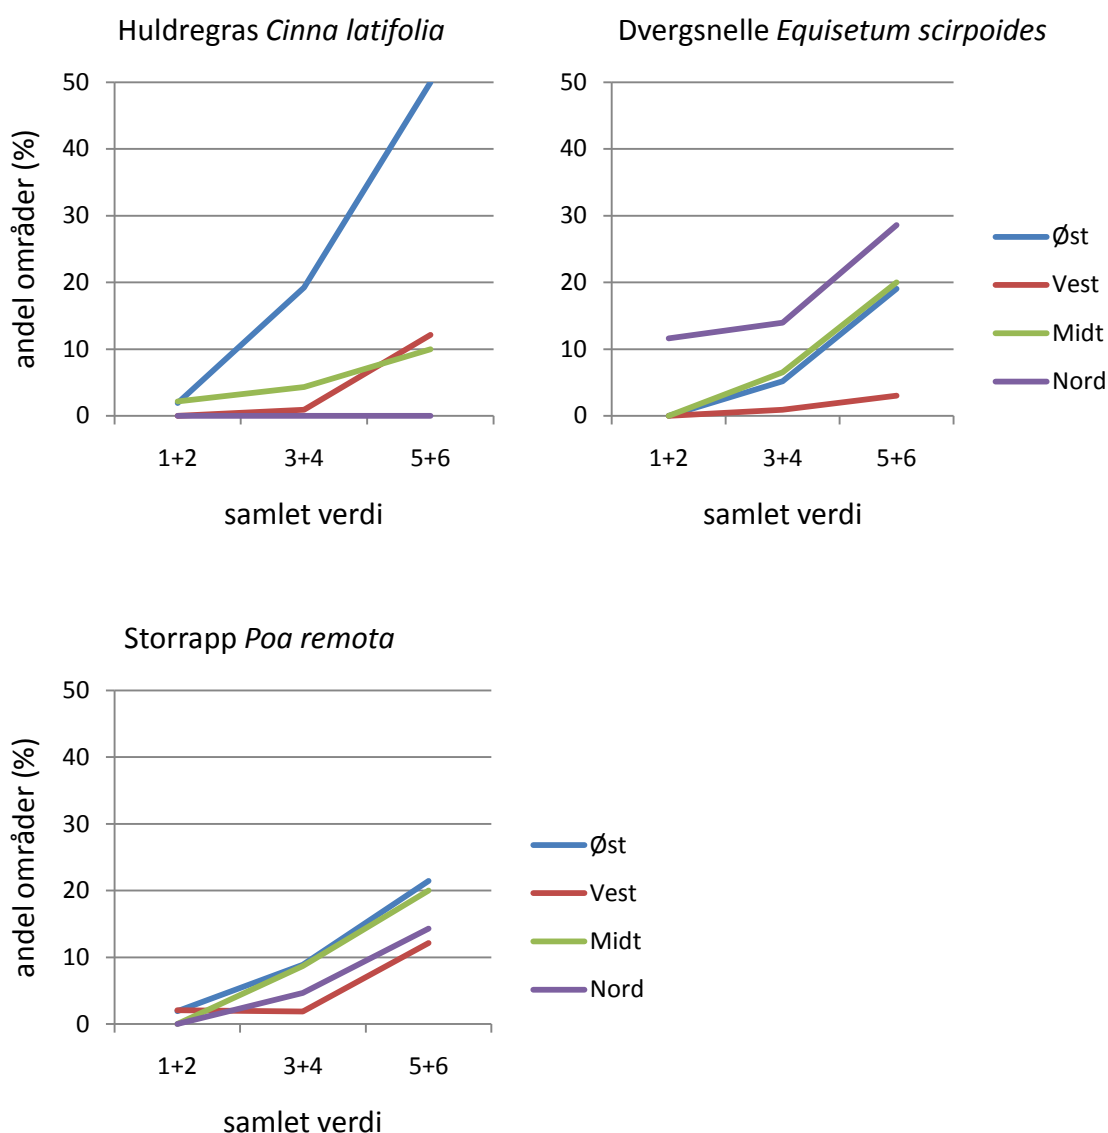 Huldregras Cinna latifolia
andel områder (%)
50
40
30
20
10
0
1+2 3+4 5+6
samlet verdi
Dvergsnelle Equisetum scirpoides
50
40
30
20
10
0
1+2 3+4 5+6
samlet verdi
Øst
Vest
Midt
Nord
Storrapp Poa remota
andel områder (%)
50
40
30
20
10
0
1+2 3+4 5+6
samlet verdi
Øst
Vest
Midt
Nord